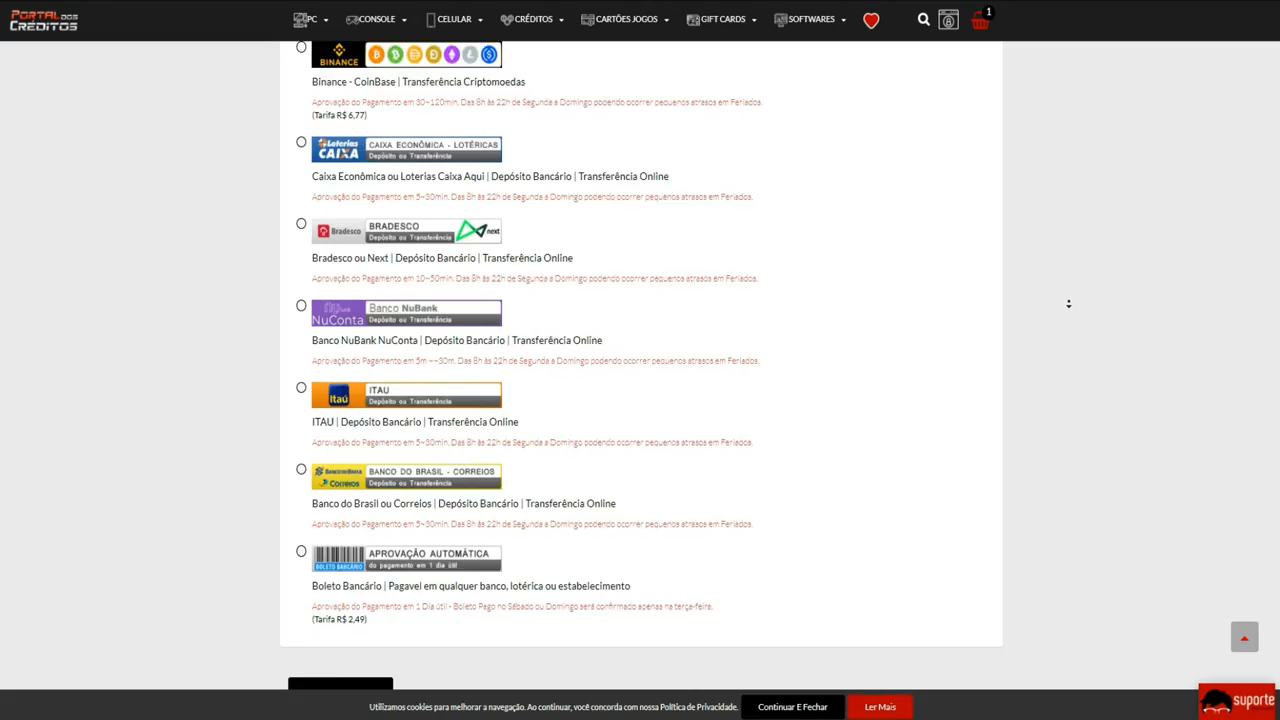 PORTAL DOS
CRÉDITOS
PC
CONSOLE
CELULAR
CRÉDITOS
CARTÕES JOGOS
GIFT CARDS
SOFTWARES
1
BINANCE
Binance - CoinBase | Transferência Criptomoedas
Aprovação do Pagamento em 30~120min. Das 8h às 22h de Segunda a Domingo podendo ocorrer pequenos atrasos em Feriados.
(Tarifa R$ 6,77)
Loterias
CAIXA
CAIXA ECONÔMICA - LOTÉRICAS
Depósito ou Transferência
Caixa Econômica ou Loterias Caixa Aqui | Depósito Bancário | Transferência Online
Aprovação do Pagamento em 5~30min. Das 8h às 22h de Segunda a Domingo podendo ocorrer pequenos atrasos em Feriados.
Bradesco
BRADESCO
Depósito ou Transferência
next
Bradesco ou Next | Depósito Bancário | Transferência Online
Aprovação do Pagamento em 10~50min. Das 8h às 22h de Segunda a Domingo podendo ocorrer pequenos atrasos em Feriados.
NuConta
Banco NuBank
Depósito ou Transferência
Banco NuBank NuConta | Depósito Bancário | Transferência Online
Aprovação do Pagamento em 5m ~~30m. Das 8h às 22h de Segunda a Domingo podendo ocorrer pequenos atrasos em Feriados.
Itaú
ITAU
Depósito ou Transferência
ITAU | Depósito Bancário | Transferência Online
Aprovação do Pagamento em 5~30min. Das 8h às 22h de Segunda a Domingo podendo ocorrer pequenos atrasos em Feriados.
BANCO DO BRASIL
Correios
BANCO DO BRASIL - CORREIOS
Depósito ou Transferência
Banco do Brasil ou Correios | Depósito Bancário | Transferência Online
Aprovação do Pagamento em 5~30min. Das 8h às 22h de Segunda a Domingo podendo ocorrer pequenos atrasos em Feriados.
BOLETO BANCÁRIO
APROVAÇÃO AUTOMÁTICA
do pagamento em 1 dia útil
Boleto Bancário | Pagavel em qualquer banco, lotérica ou estabelecimento
Aprovação do Pagamento em 1 Dia útil - Boleto Pago no Sábado ou Domingo será confirmado apenas na terça-feira.
(Tarifa R$ 2,49)
Utilizamos cookies para melhorar a navegação. Ao continuar, você concorda com nossa Política de Privacidade.
Continuar E Fechar
Ler Mais
suporte